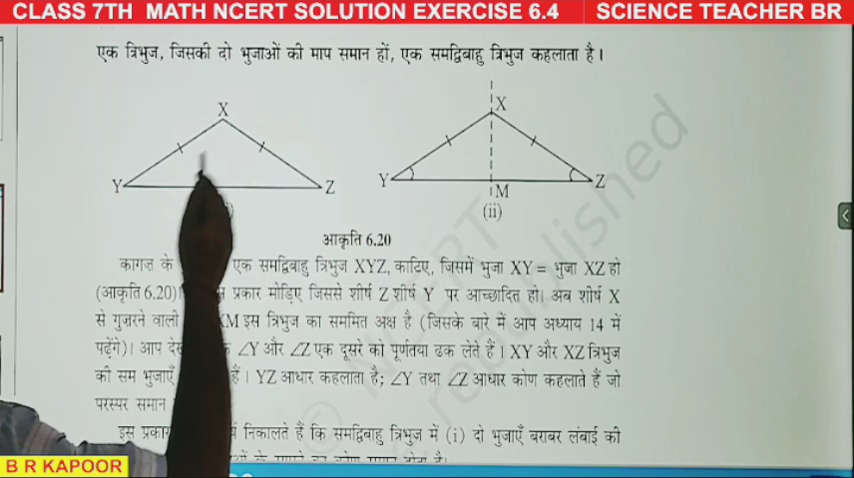 CLASS 7TH MATH NCERT SOLUTION EXERCISE 6.4 SCIENCE TEACHER BR
एक त्रिभुज, जिसकी दो भुजाओं की माप समान हों, एक समद्विबाहु त्रिभुज कहलाता है।
X
X
Y
Z
Y
M
Z
(ii)
आकृति 6.20
कागज़ के एक समद्विबाहु त्रिभुज XYZ, काटिए, जिसमें भुजा XY = भुजा XZ हो
(आकृति 6.20) प्रकार मोड़िए जिससे शीर्ष Z शीर्ष Y पर आच्छादित हो। अब शीर्ष X
से गुज़रने वाली इस त्रिभुज का सममित अक्ष है (जिसके बारे में आप अध्याय 14 में
पढ़ेंगे)। आप ∠Y और ∠Z एक दूसरे को पूर्णतया ढक लेते हैं। XY और XZ त्रिभुज
की सम भुजाएँ हैं। YZ आधार कहलाता है; ∠Y तथा ∠Z आधार कोण कहलाते हैं जो
परस्पर समान
इस निकालते हैं कि समद्विबाहु त्रिभुज में (i) दो भुजाएँ बराबर लंबाई की
© NCERT
republished
B R KAPOOR